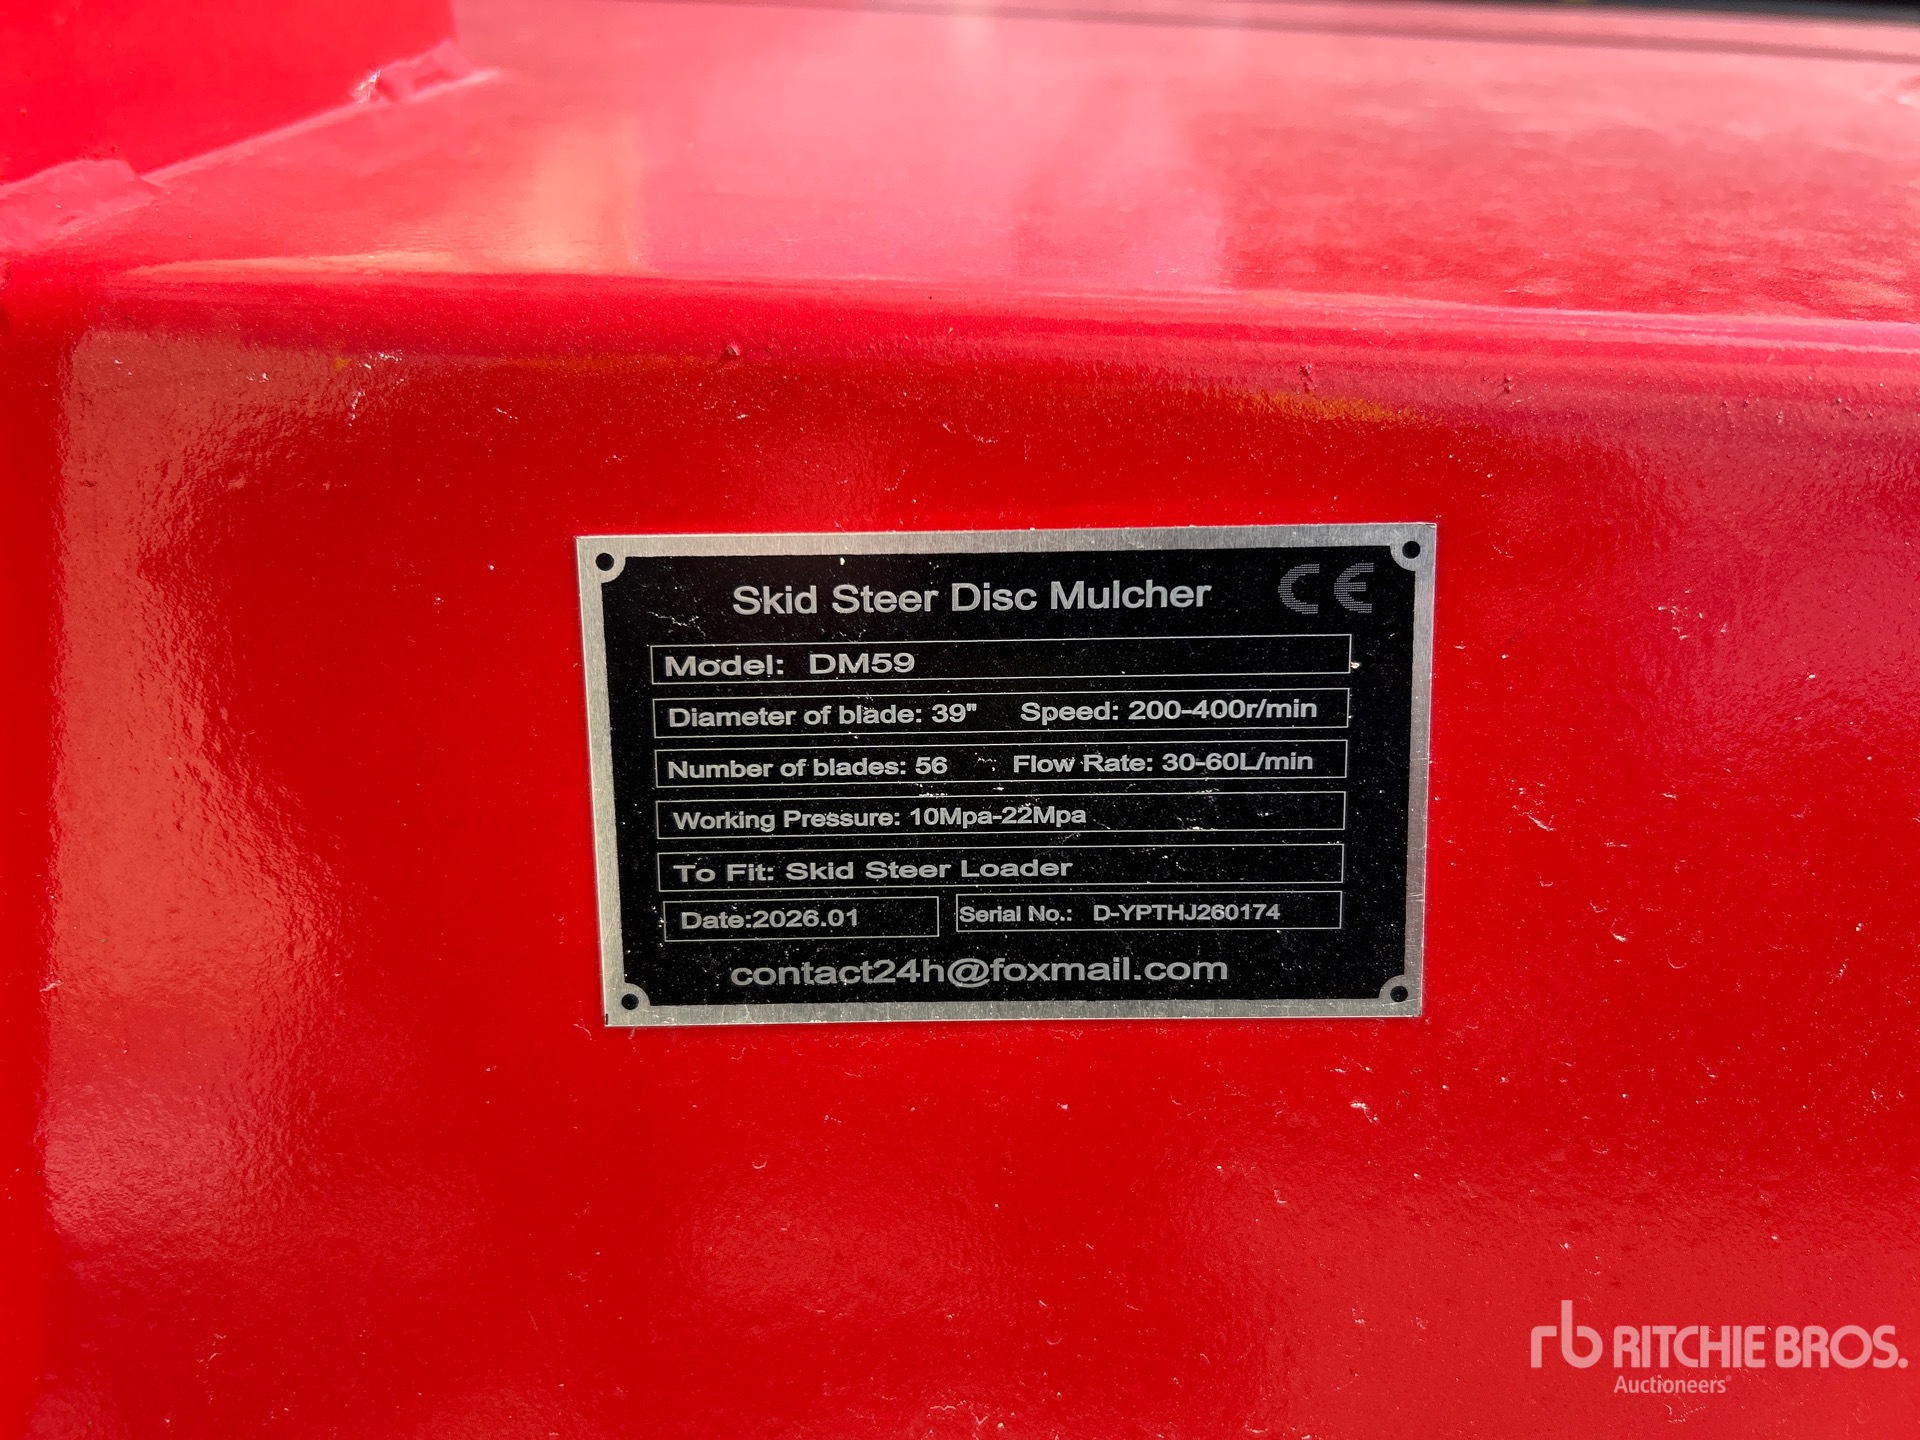 Skid Steer Disc Mulcher CE
Model: DM59
Diameter of blade: 39" Speed: 200-400r/min
Number of blades: 56 Flow Rate: 30-60L/min
Working Pressure: 10Mpa-22Mpa
To Fit: Skid Steer Loader
Date:2026.01 Serial No.: D-YPTHJ260174
contact24h@foxmail.com
rb RITCHIE BROS.
Auctioneers